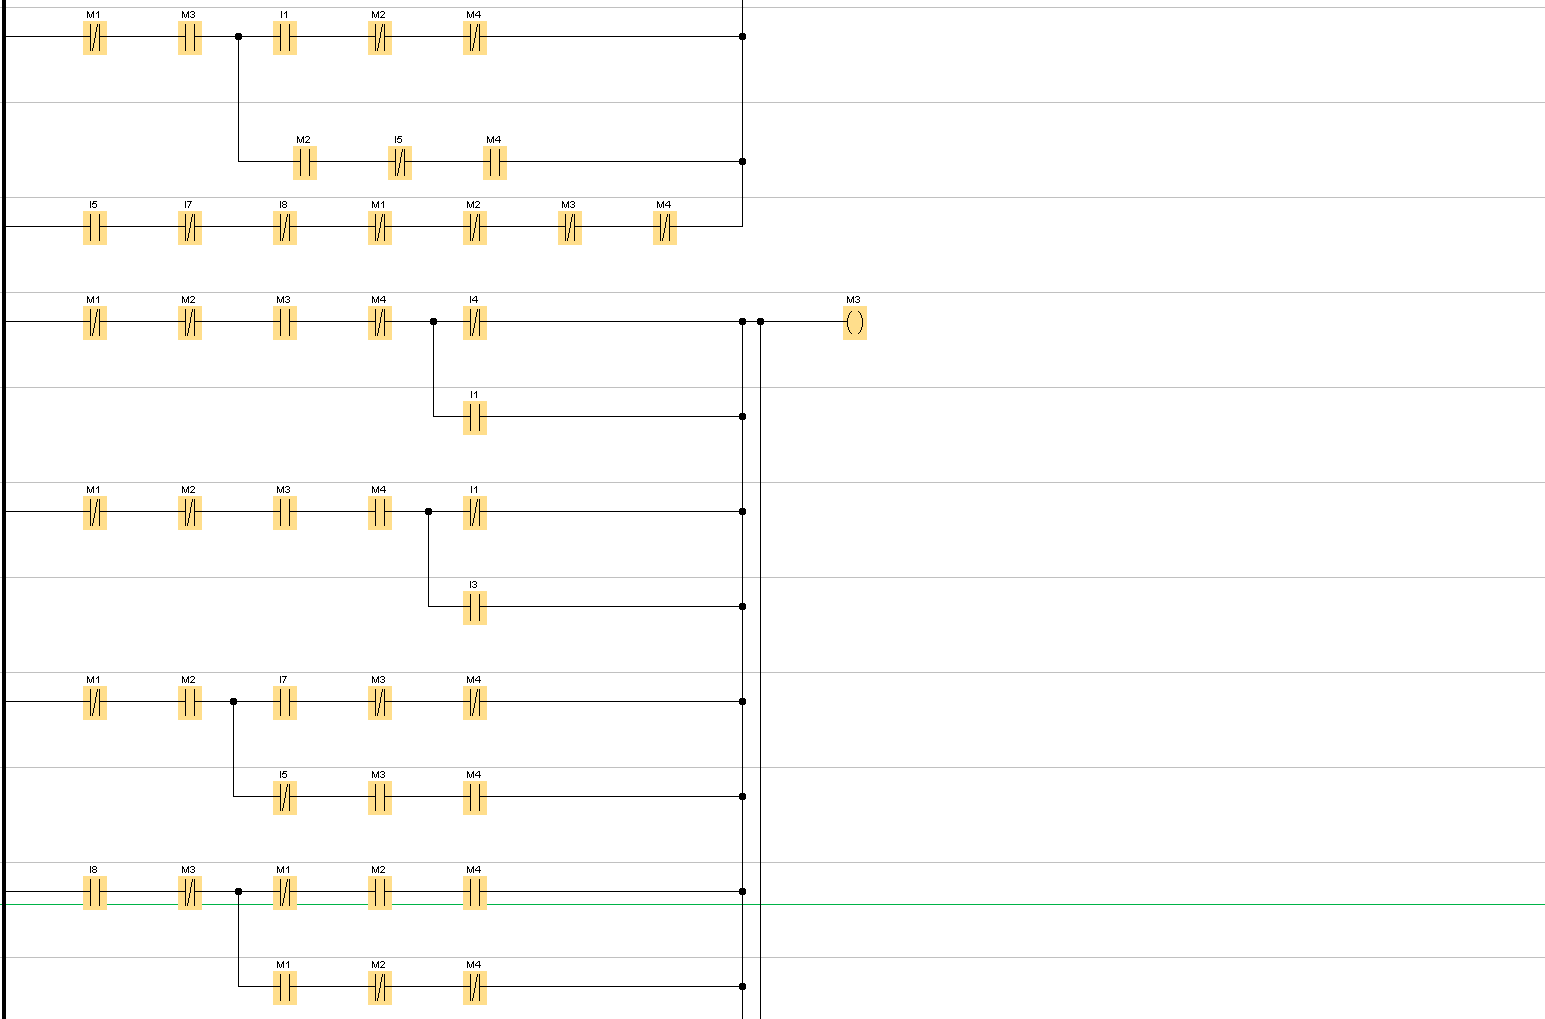 M1 M3 I1 M2 M4
M2 I5 M4
I5 I7 I8 M1 M2 M3 M4
M1 M2 M3 M4 I4 M3
I1
M1 M2 M3 M4 I1
I3
M1 M2 I7 M3 M4
I5 M3 M4
I8 M3 M1 M2 M4
M1 M2 M4